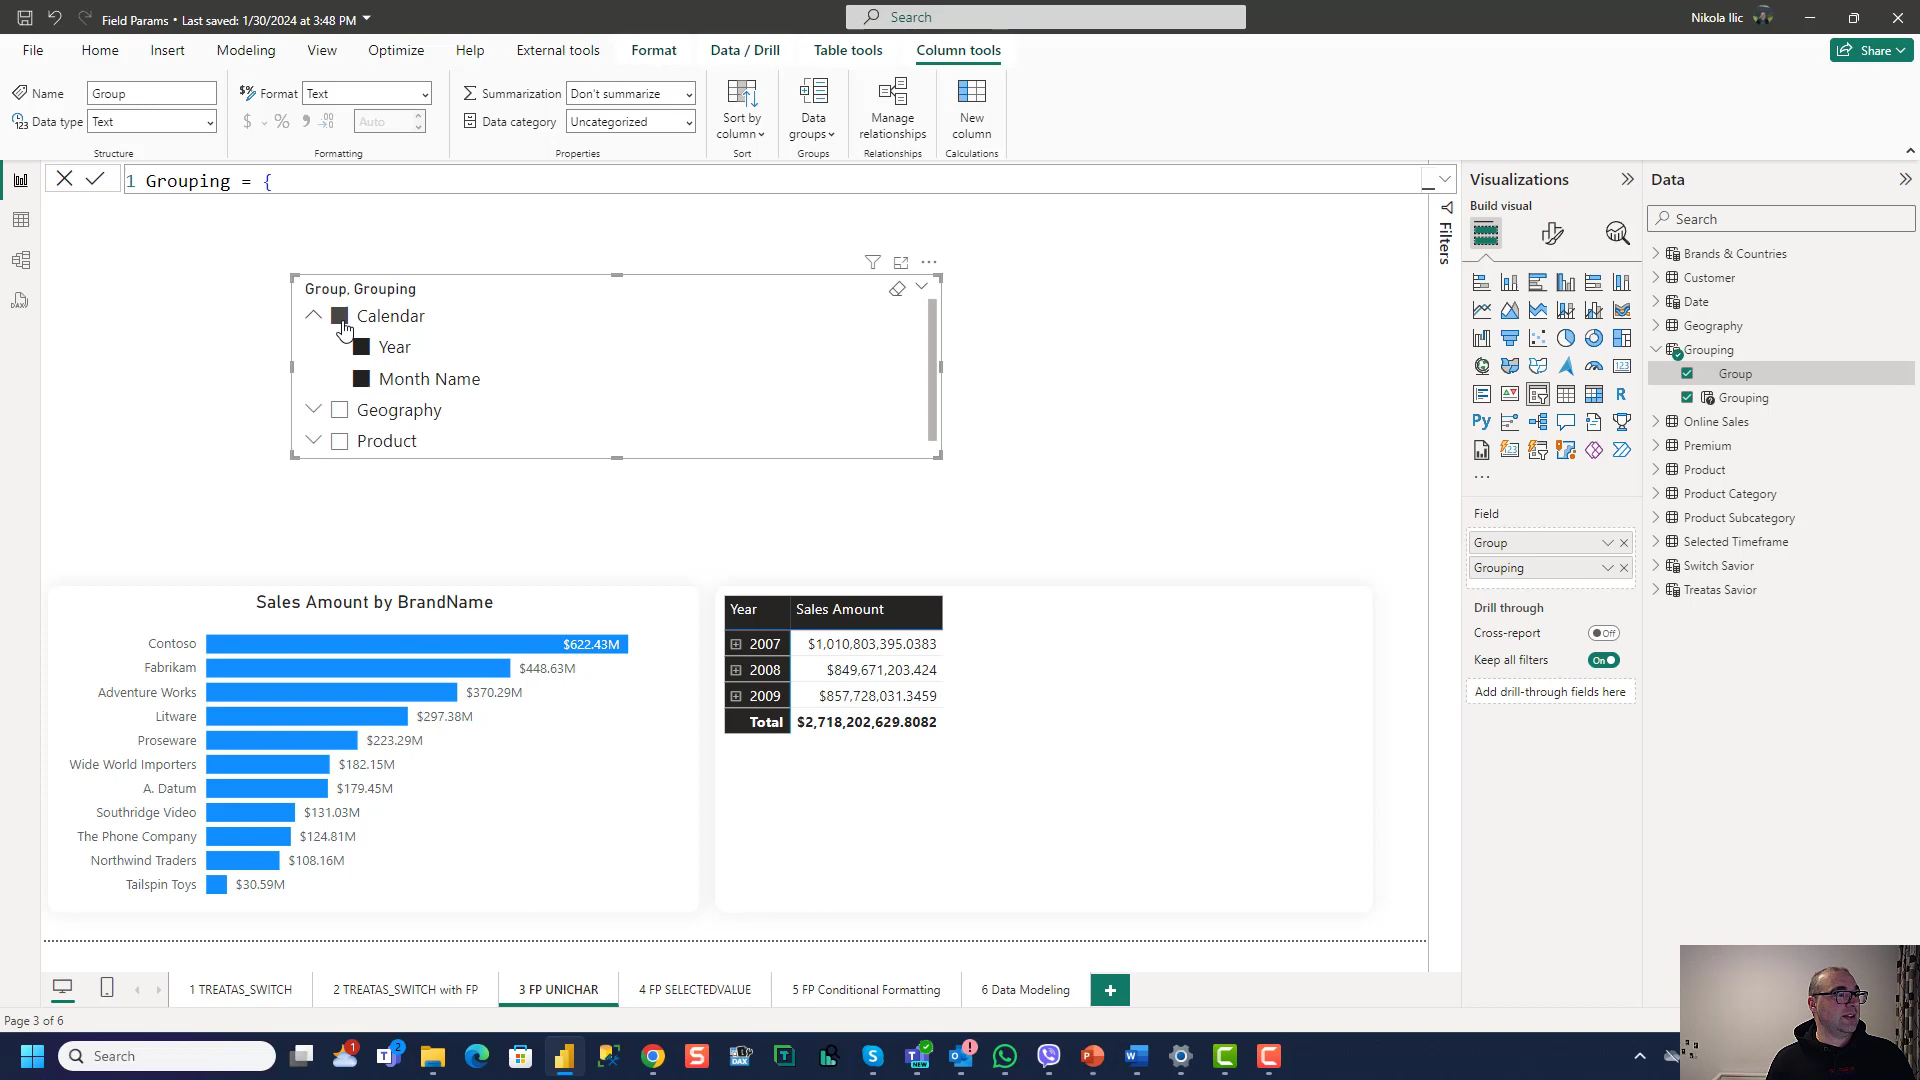 Field Params • Last saved: 1/30/2024 at 3:48 PM
Search
Nikola Ilic
File Home Insert Modeling View Optimize Help External tools Format Data / Drill Table tools Column tools
Share
Name Group
Data type Text
Structure
Format Text
$ % 9 .00 Auto
Formatting
Summarization Don't summarize
Data category Uncategorized
Properties
Sort by column
Sort
Data groups
Groups
Manage relationships
Relationships
New column
Calculations
1 Grouping = {
Group, Grouping
Calendar
Year
Month Name
Geography
Product
Sales Amount by BrandName
Contoso $622.43M
Fabrikam $448.63M
Adventure Works $370.29M
Litware $297.38M
Proseware $223.29M
Wide World Importers $182.15M
A. Datum $179.45M
Southridge Video $131.03M
The Phone Company $124.81M
Northwind Traders $108.16M
Tailspin Toys $30.59M
Year Sales Amount
2007 $1,010,803,395.0383
2008 $849,671,203.424
2009 $857,728,031.3459
Total $2,718,202,629.8082
Filters
Visualizations
Build visual
123
R
Py
...
Field
Group
Grouping
Drill through
Cross-report Off
Keep all filters On
Add drill-through fields here
Data
Search
Brands & Countries
Customer
Date
Geography
Grouping
Group
Grouping
Online Sales
Premium
Product
Product Category
Product Subcategory
Selected Timeframe
Switch Savior
Treatas Savior
1 TREATAS_SWITCH
2 TREATAS_SWITCH with FP
3 FP UNICHAR
4 FP SELECTEDVALUE
5 FP Conditional Formatting
6 Data Modeling
Page 3 of 6
Search